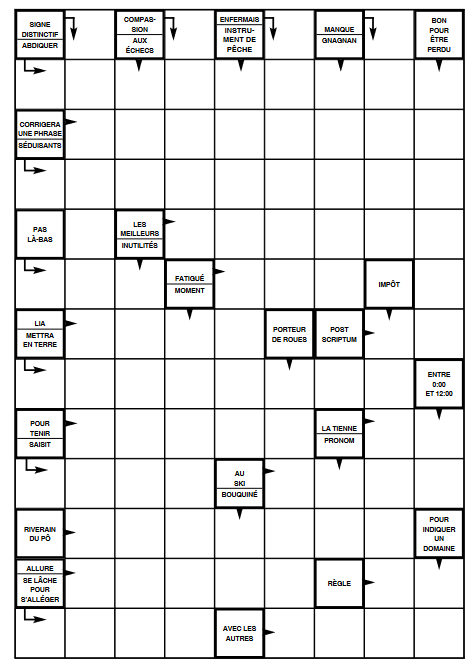 SIGNE
DISTINCTIF
ABDIQUER
COMPAS-
SION
AUX
ÉCHECS
ENFERMAIS
INSTRU-
MENT DE
PÊCHE
MANQUE
GNAGNAN
BON
POUR
ÊTRE
PERDU
CORRIGERA
UNE PHRASE
SÉDUISANTS
PAS
LÀ-BAS
LES
MEILLEURS
INUTILITÉS
FATIGUÉ
MOMENT
IMPÔT
LIA
METTRA
EN TERRE
PORTEUR
DE ROUES
POST
SCRIPTUM
ENTRE
0:00
ET 12:00
POUR
TENIR
SAISIT
LA TIENNE
PRONOM
AU
SKI
BOUQUINÉ
RIVERAIN
DU PÔ
POUR
INDIQUER
UN
DOMAINE
ALLURE
SE LÂCHE
POUR
S'ALLÉGER
RÈGLE
AVEC LES
AUTRES